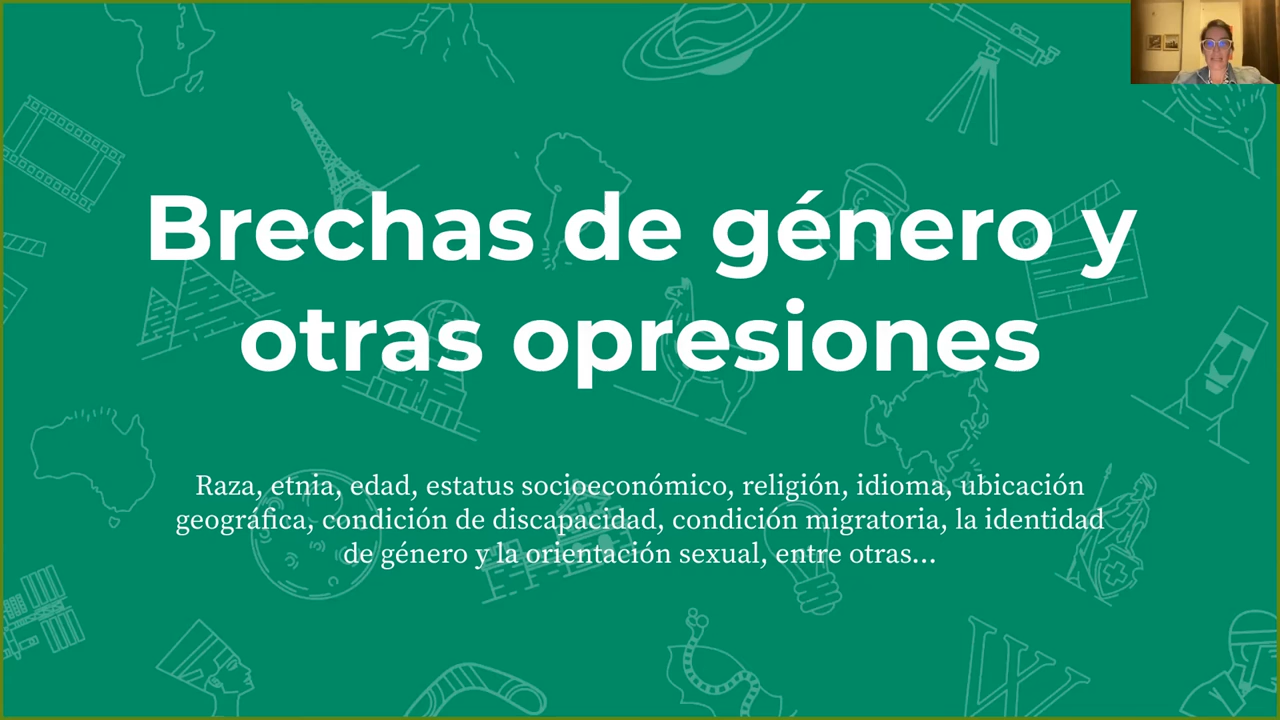 Brechas de género y
otras opresiones
Raza, etnia, edad, estatus socioeconómico, religión, idioma, ubicación
geográfica, condición de discapacidad, condición migratoria, la identidad
de género y la orientación sexual, entre otras...